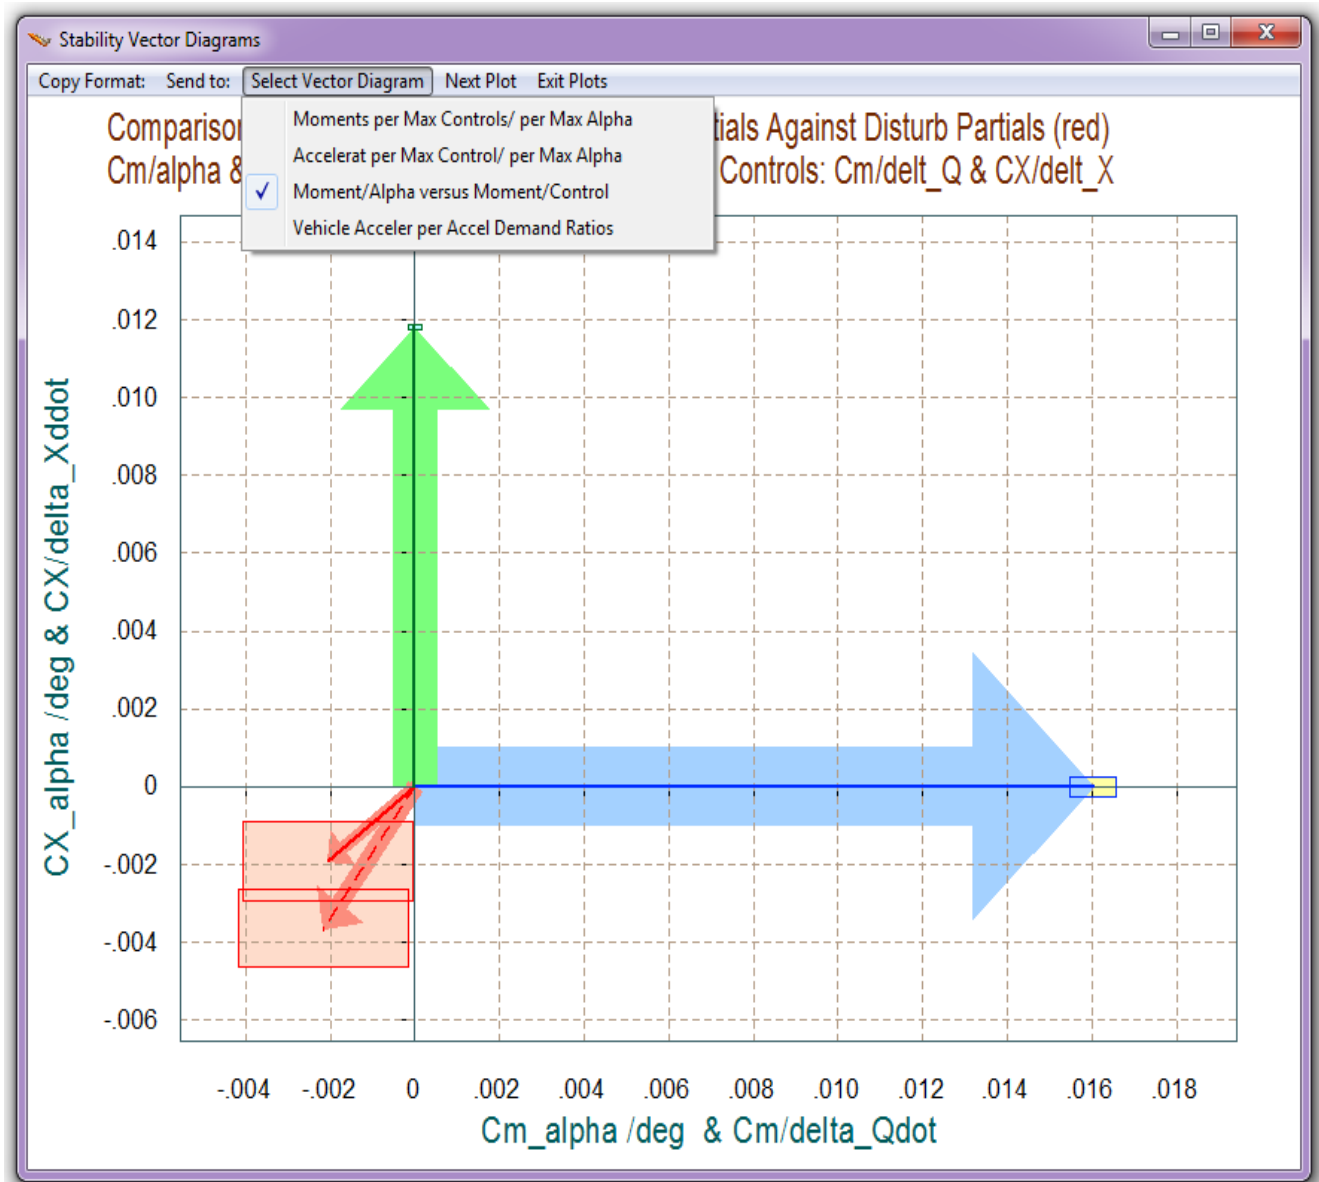 Stability Vector Diagrams
Copy Format: Send to: Select Vector Diagram Next Plot Exit Plots
Moments per Max Controls/ per Max Alpha
Accelerat per Max Control/ per Max Alpha
✓ Moment/Alpha versus Moment/Control
Vehicle Acceler per Accel Demand Ratios
Comparison tials Against Disturb Partials (red)
Cm/alpha & Controls: Cm/delt_Q & CX/delt_X
CX_alpha /deg & CX/delta_Xddot
.014
.012
.010
.008
.006
.004
.002
0
-.002
-.004
-.006
-.004 -.002 0 .002 .004 .006 .008 .010 .012 .014 .016 .018
Cm_alpha /deg & Cm/delta_Qdot